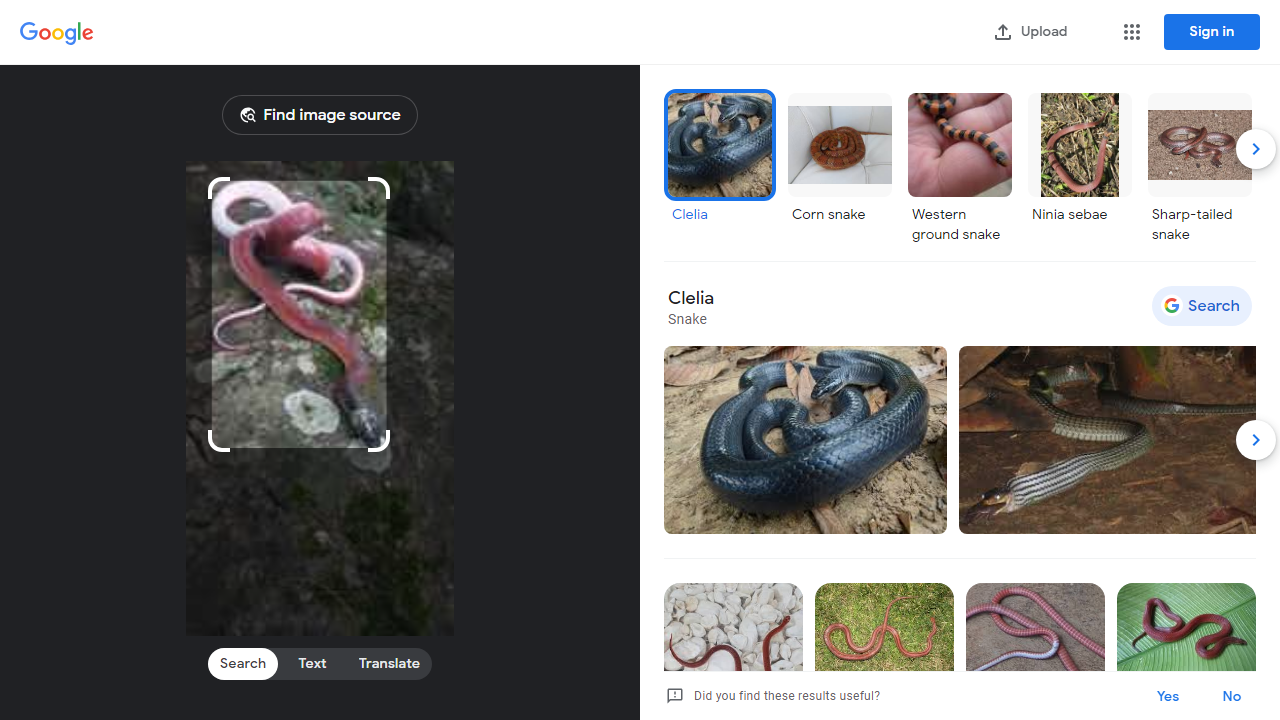 Google
Upload
Sign in
Find image source
Clelia
Corn snake
Western
ground snake
Ninia sebae
Sharp-tailed
snake
Clelia
Snake
Search
Search
Text
Translate
Did you find these results useful?
Yes
No